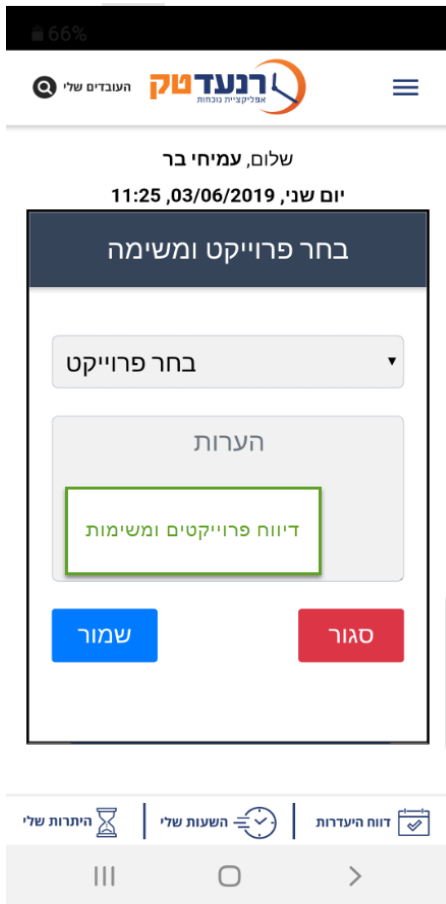 66%
רנעדטק
אפליקציית נוכחות
העובדים שלי
שלום, עמיחי בר
יום שני, 03/06/2019, 11:25
בחר פרוייקט ומשימה
בחר פרוייקט
הערות
דיווח פרוייקטים ומשימות
סגור שמור
דווח היעדרות השעות שלי היתרות שלי